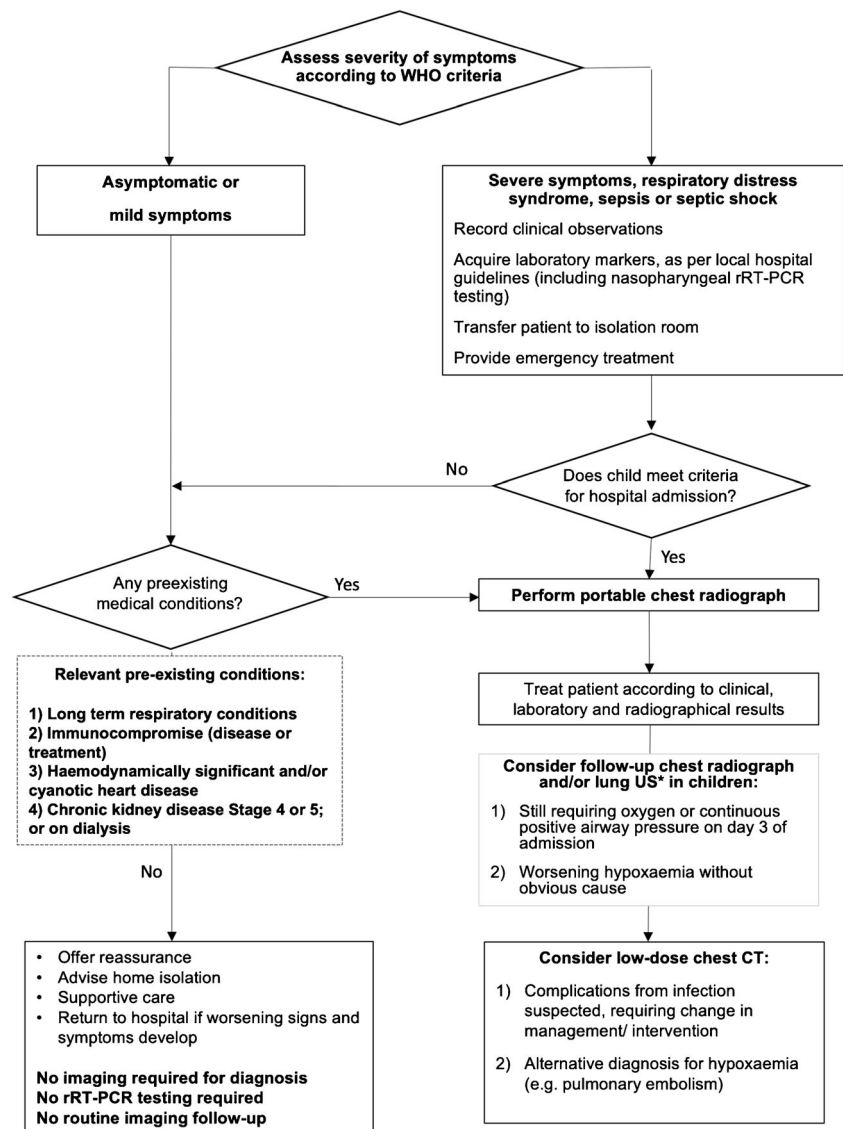 Assess severity of symptoms
according to WHO criteria
Asymptomatic or
mild symptoms
Severe symptoms, respiratory distress
syndrome, sepsis or septic shock
Record clinical observations
Acquire laboratory markers, as per local hospital
guidelines (including nasopharyngeal rRT-PCR
testing)
Transfer patient to isolation room
Provide emergency treatment
No
Does child meet criteria
for hospital admission?
Yes
Any preexisting
medical conditions?
Yes
Perform portable chest radiograph
Relevant pre-existing conditions:
1) Long term respiratory conditions
2) Immunocompromise (disease or
treatment)
3) Haemodynamically significant and/or
cyanotic heart disease
4) Chronic kidney disease Stage 4 or 5;
or on dialysis
No
Treat patient according to clinical,
laboratory and radiographical results
Consider follow-up chest radiograph
and/or lung US* in children:
1) Still requiring oxygen or continuous
positive airway pressure on day 3 of
admission
2) Worsening hypoxaemia without
obvious cause
• Offer reassurance
• Advise home isolation
• Supportive care
• Return to hospital if worsening signs and
symptoms develop
No imaging required for diagnosis
No rRT-PCR testing required
No routine imaging follow-up
Consider low-dose chest CT:
1) Complications from infection
suspected, requiring change in
management/ intervention
2) Alternative diagnosis for hypoxaemia
(e.g. pulmonary embolism)